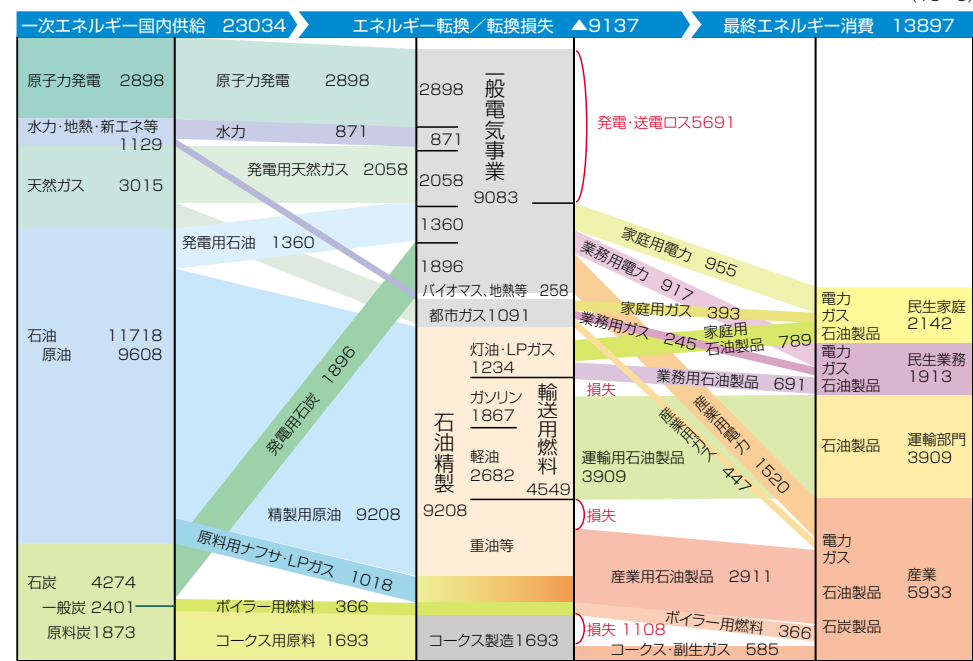 一次エネルギー国内供給 23034
エネルギー転換／転換損失 ▲9137
最終エネルギー消費 13897
原子力発電 2898
水力・地熱・新エネ等
1129
天然ガス 3015
石油 11718
原油 9608
石炭 4274
一般炭 2401
原料炭1873
原子力発電 2898
水力 871
発電用天然ガス 2058
発電用石油 1360
発電用石炭 1896
精製用原油 9208
原料用ナフサ・LPガス 1018
ボイラー用燃料 366
コークス用原料 1693
2898
871
2058
1360
1896
一般電気事業
9083
バイオマス、地熱等 258
都市ガス1091
灯油・LPガス
1234
ガソリン
1867
軽油
2682
輸送用燃料
4549
石油精製
9208
重油等
コークス製造1693
発電・送電ロス5691
家庭用電力 955
業務用電力 917
家庭用ガス 393
業務用ガス 245
家庭用
石油製品 789
業務用石油製品 691
損失
産業用電力 1520
産業用ガス 447
運輸用石油製品
3909
損失
産業用石油製品 2911
ボイラー用燃料 366
損失 1108
コークス・副生ガス 585
電力
ガス
石油製品
民生家庭
2142
電力
ガス
石油製品
民生業務
1913
石油製品
運輸部門
3909
電力
ガス
石油製品
石炭製品
産業
5933